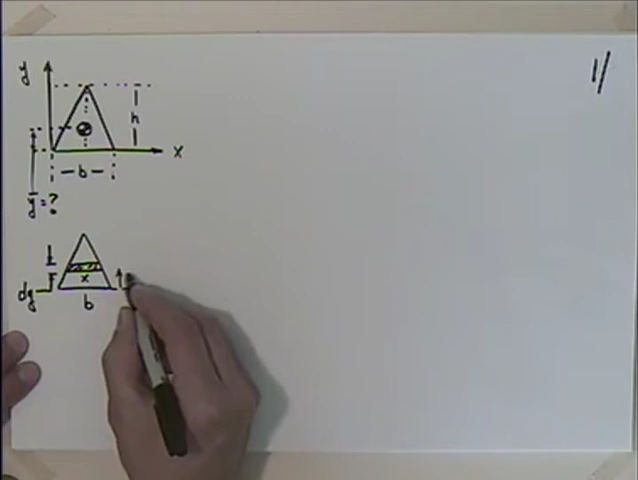 1/
y
h
x
b
ȳ = ?
x
dy
b